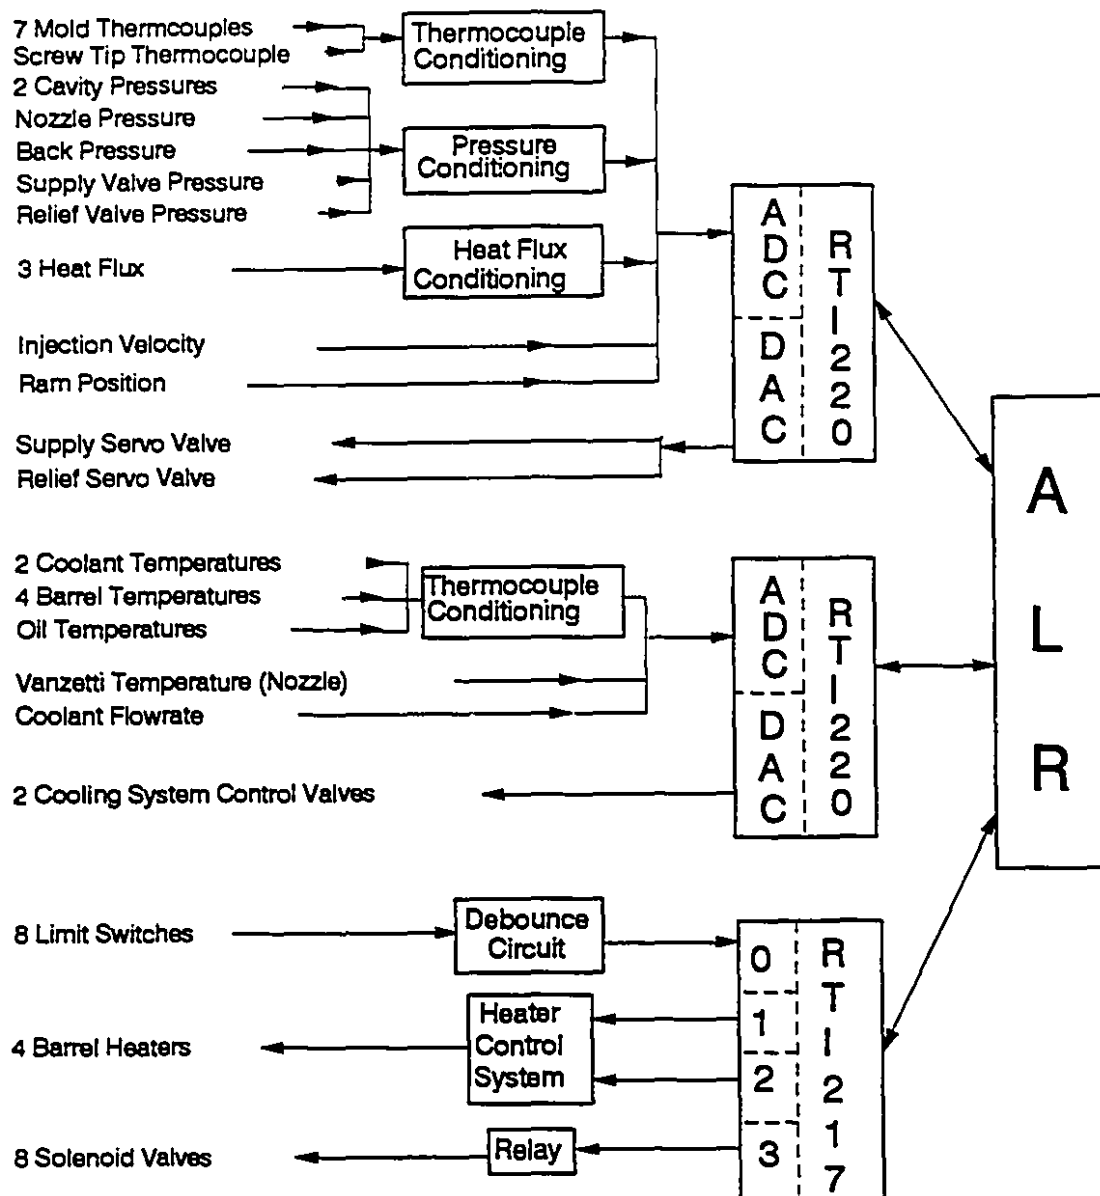 7 Mold Thermcouples
Screw Tip Thermocouple
2 Cavity Pressures
Nozzle Pressure
Back Pressure
Supply Valve Pressure
Relief Valve Pressure
3 Heat Flux
Injection Velocity
Ram Position
Supply Servo Valve
Relief Servo Valve
Thermocouple
Conditioning
Pressure
Conditioning
Heat Flux
Conditioning
ADC
DAC
RTI220
2 Coolant Temperatures
4 Barrel Temperatures
Oil Temperatures
Vanzetti Temperature (Nozzle)
Coolant Flowrate
2 Cooling System Control Valves
Thermocouple
Conditioning
ADC
DAC
RTI220
8 Limit Switches
4 Barrel Heaters
8 Solenoid Valves
Debounce
Circuit
Heater
Control
System
Relay
0
1
2
3
RTI217
ALR